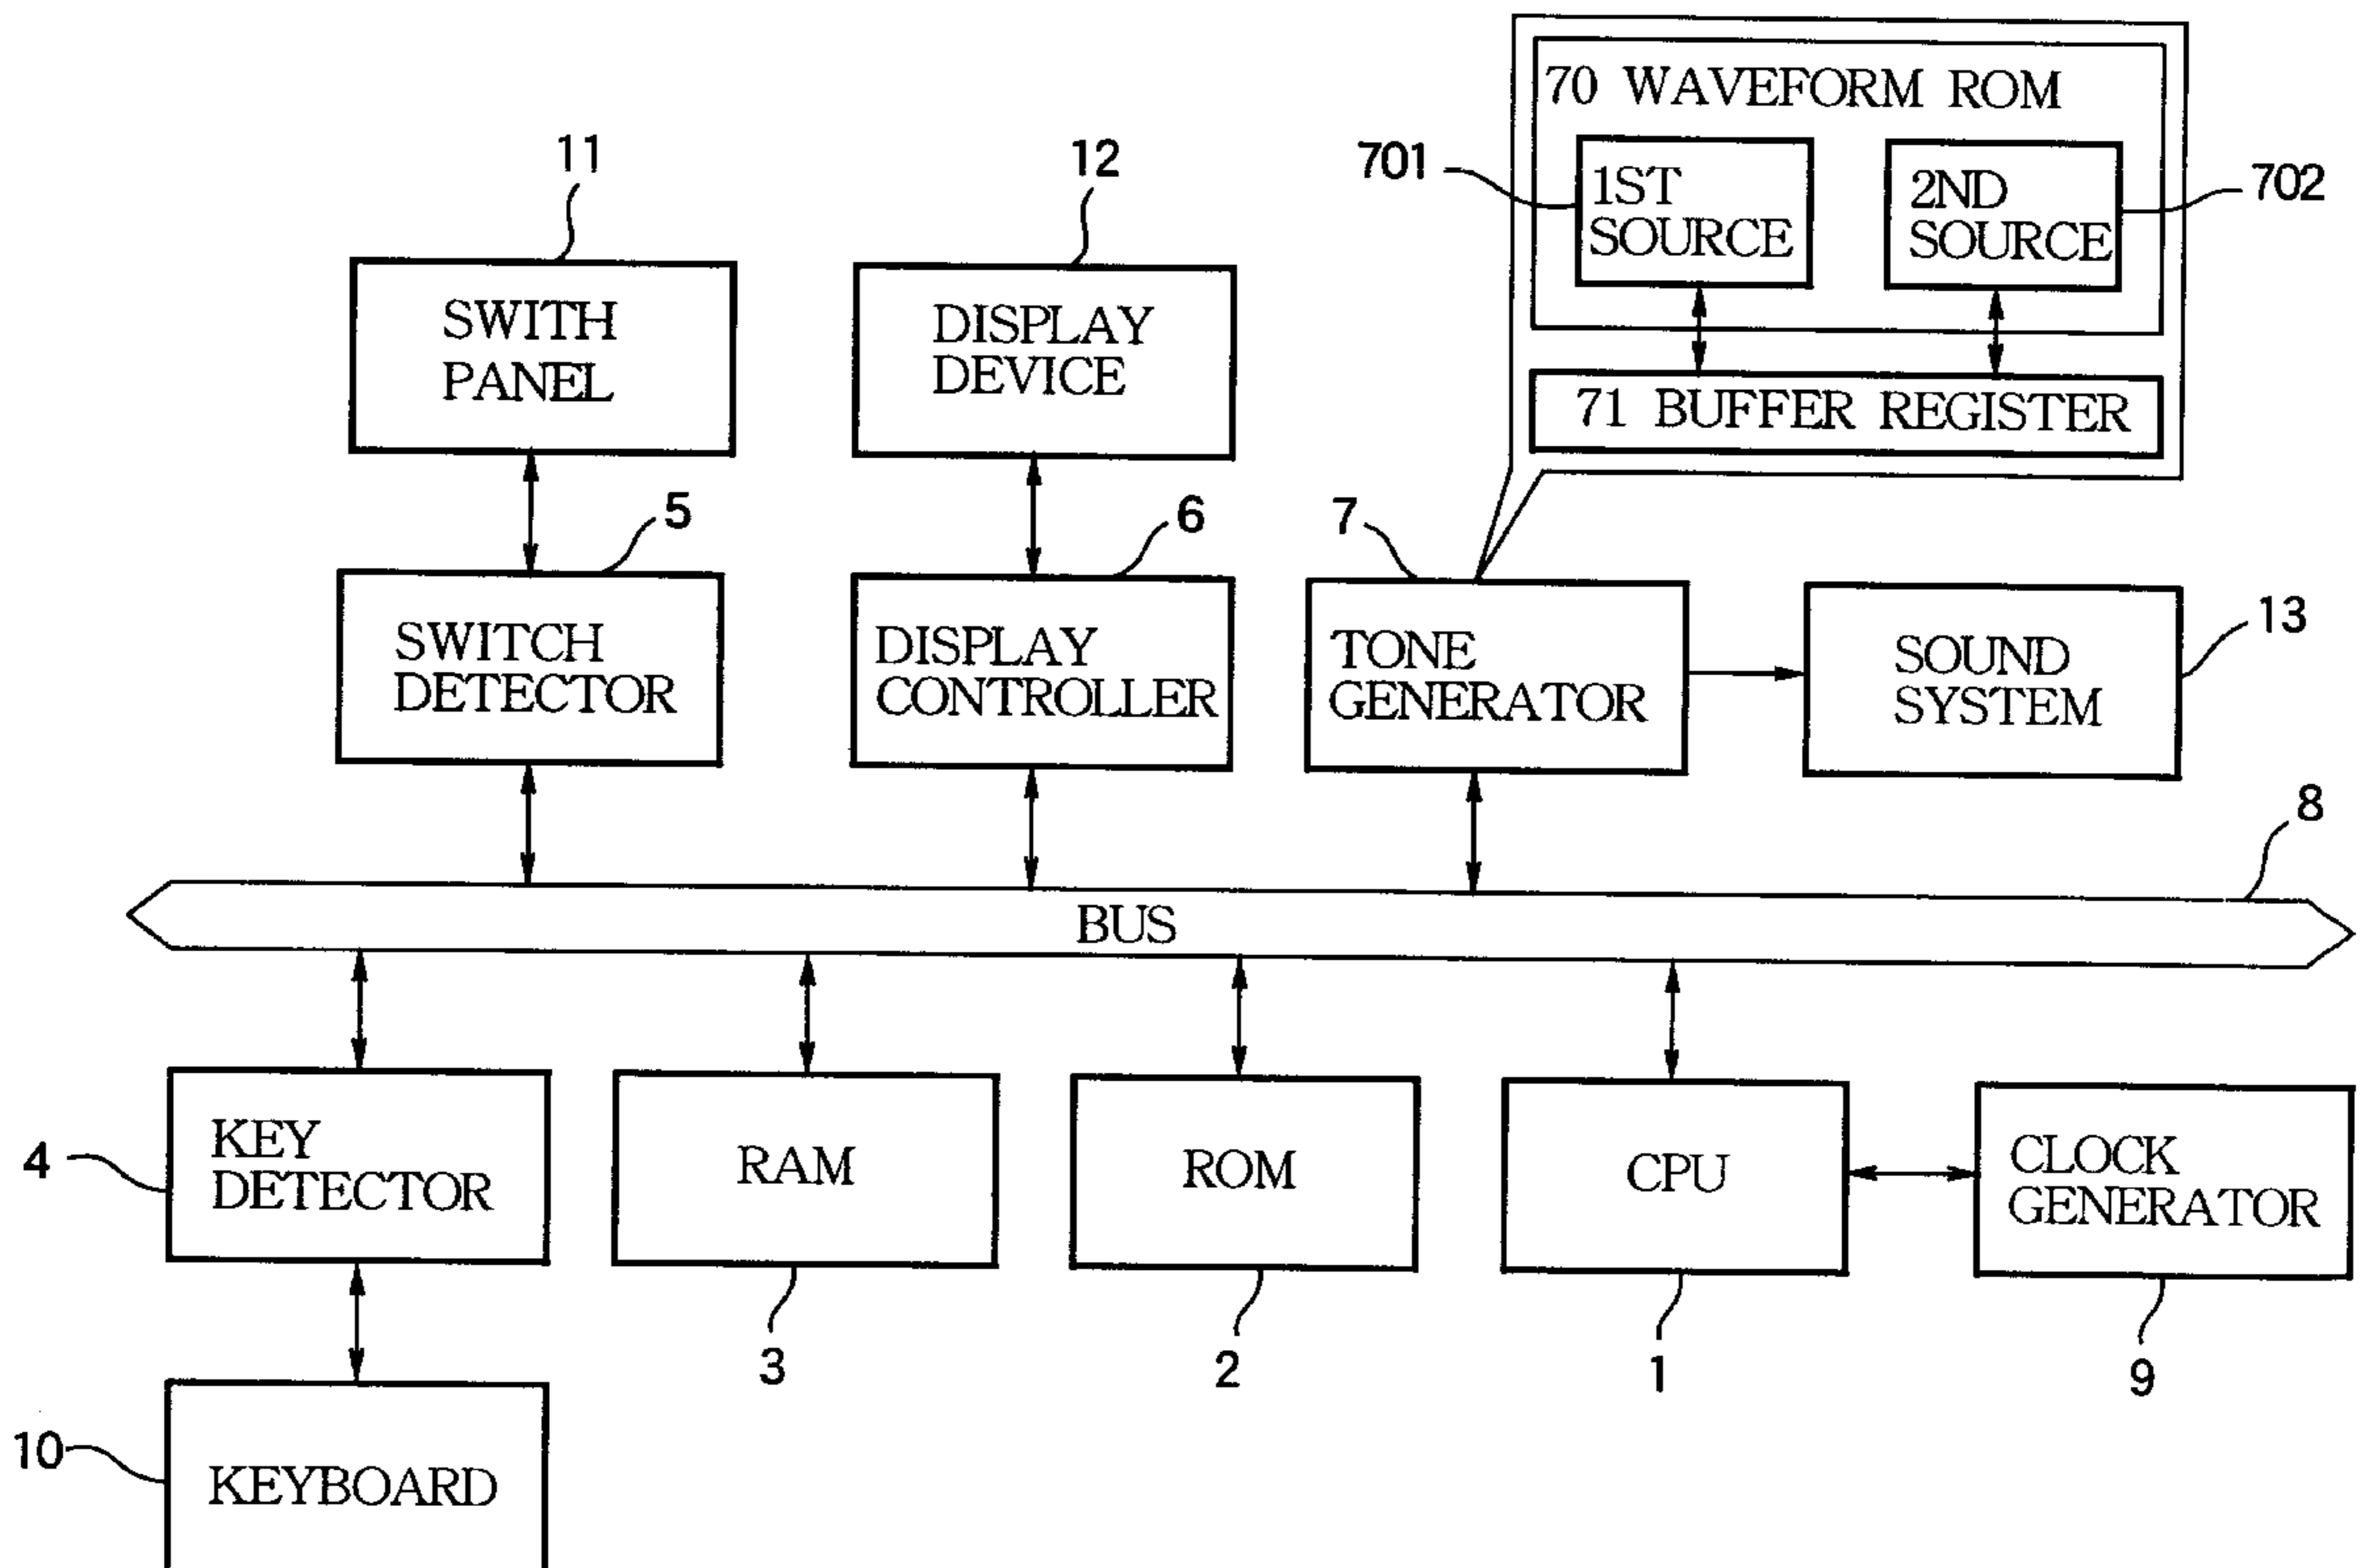 70 WAVEFORM ROM
701
1ST
SOURCE
2ND
SOURCE
702
71 BUFFER REGISTER
11
12
SWITH
PANEL
DISPLAY
DEVICE
5
6
7
SWITCH
DETECTOR
DISPLAY
CONTROLLER
TONE
GENERATOR
SOUND
SYSTEM
13
8
BUS
4
KEY
DETECTOR
RAM
ROM
CPU
CLOCK
GENERATOR
3
2
1
9
10
KEYBOARD